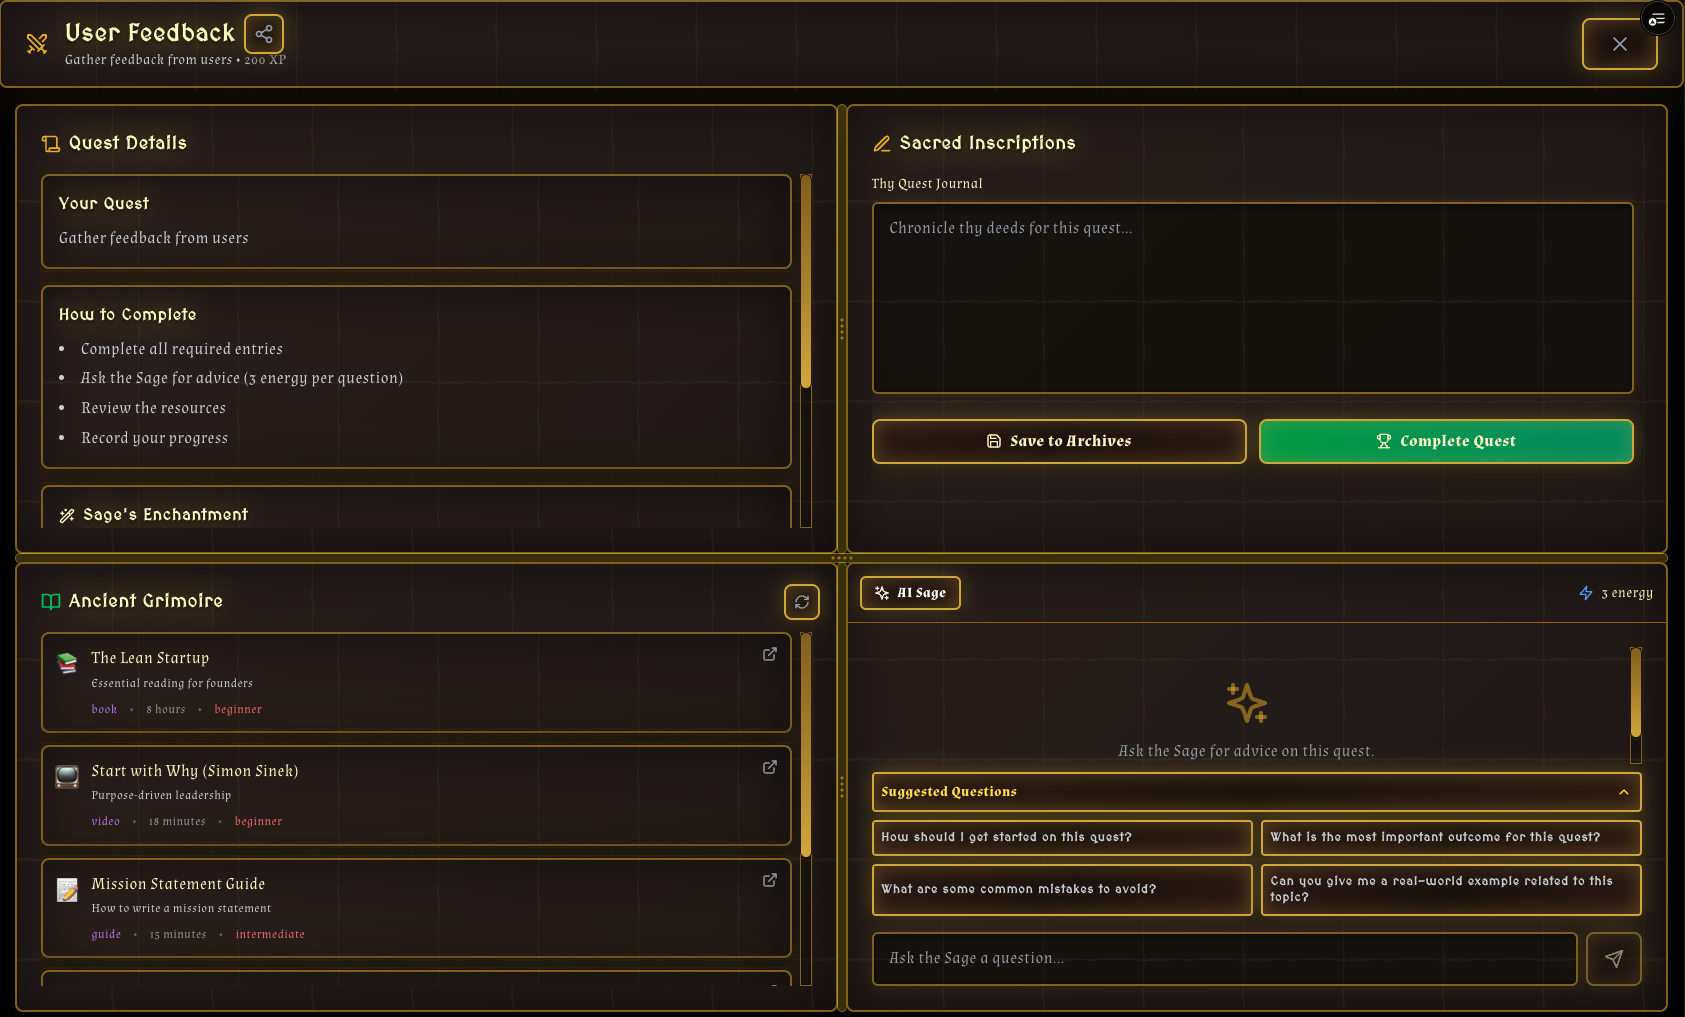 User Feedback
Gather feedback from users • 200 XP
Quest Details
Your Quest
Gather feedback from users
How to Complete
• Complete all required entries
• Ask the Sage for advice (3 energy per question)
• Review the resources
• Record your progress
Sage's Enchantment
Sacred Inscriptions
Thy Quest Journal
Chronicle thy deeds for this quest...
Save to Archives
Complete Quest
Ancient Grimoire
The Lean Startup
Essential reading for founders
book • 8 hours • beginner
Start with Why (Simon Sinek)
Purpose-driven leadership
video • 18 minutes • beginner
Mission Statement Guide
How to write a mission statement
guide • 15 minutes • intermediate
AI Sage
3 energy
Ask the Sage for advice on this quest.
Suggested Questions
How should I get started on this quest?
What is the most important outcome for this quest?
What are some common mistakes to avoid?
Can you give me a real-world example related to this
topic?
Ask the Sage a question...